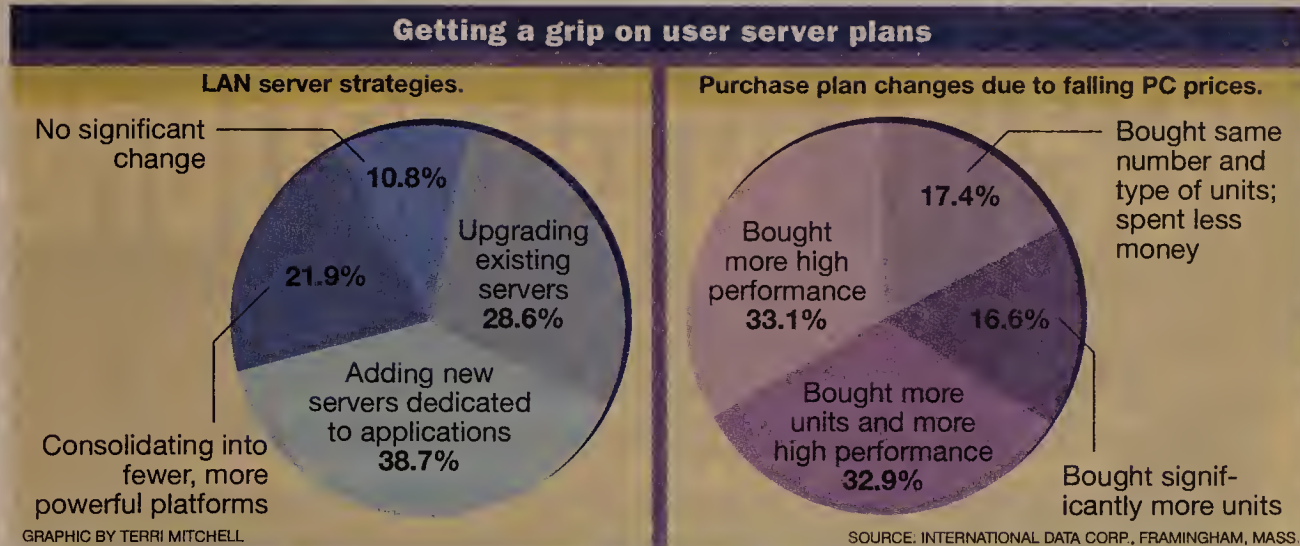 Getting a grip on user server plans
LAN server strategies.
No significant
change
10.8%
Upgrading
existing
servers
28.6%
21.9%
Adding new
servers dedicated
to applications
38.7%
Consolidating into
fewer, more
powerful platforms
GRAPHIC BY TERRI MITCHELL
Purchase plan changes due to falling PC prices.
Bought same
number and
type of units;
spent less
money
17.4%
Bought
more high
performance
33.1%
16.6%
Bought more
units and more
high performance
32.9%
Bought signif-
icantly more units
SOURCE: INTERNATIONAL DATA CORP., FRAMINGHAM, MASS.